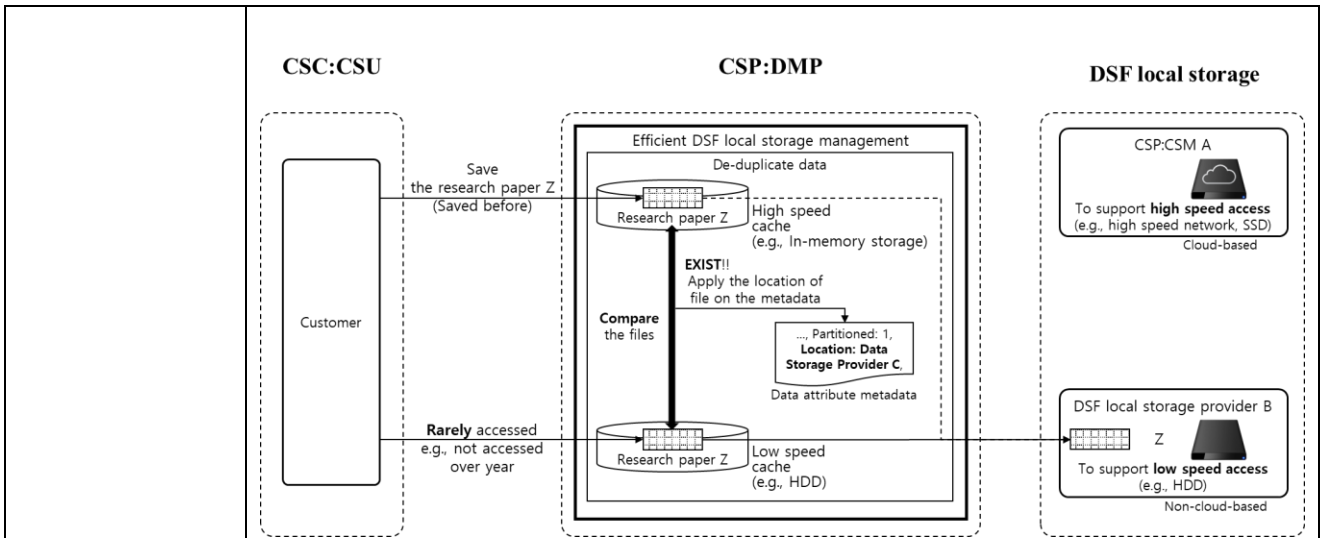 CSC:CSU
CSP:DMP
DSF local storage
Efficient DSF local storage management
De-duplicate data
Save
the research paper Z
(Saved before)
Research paper Z
High speed
cache
(e.g., In-memory storage)
EXIST!!
Apply the location of
file on the metadata
Compare
the files
..., Partitioned: 1,
Location: Data
Storage Provider C,
Data attribute metadata
Customer
Rarely accessed
e.g., not accessed
over year
Research paper Z
Low speed
cache
(e.g., HDD)
CSP:CSM A
To support high speed access
(e.g., high speed network, SSD)
Cloud-based
DSF local storage provider B
Z
To support low speed access
(e.g., HDD)
Non-cloud-based